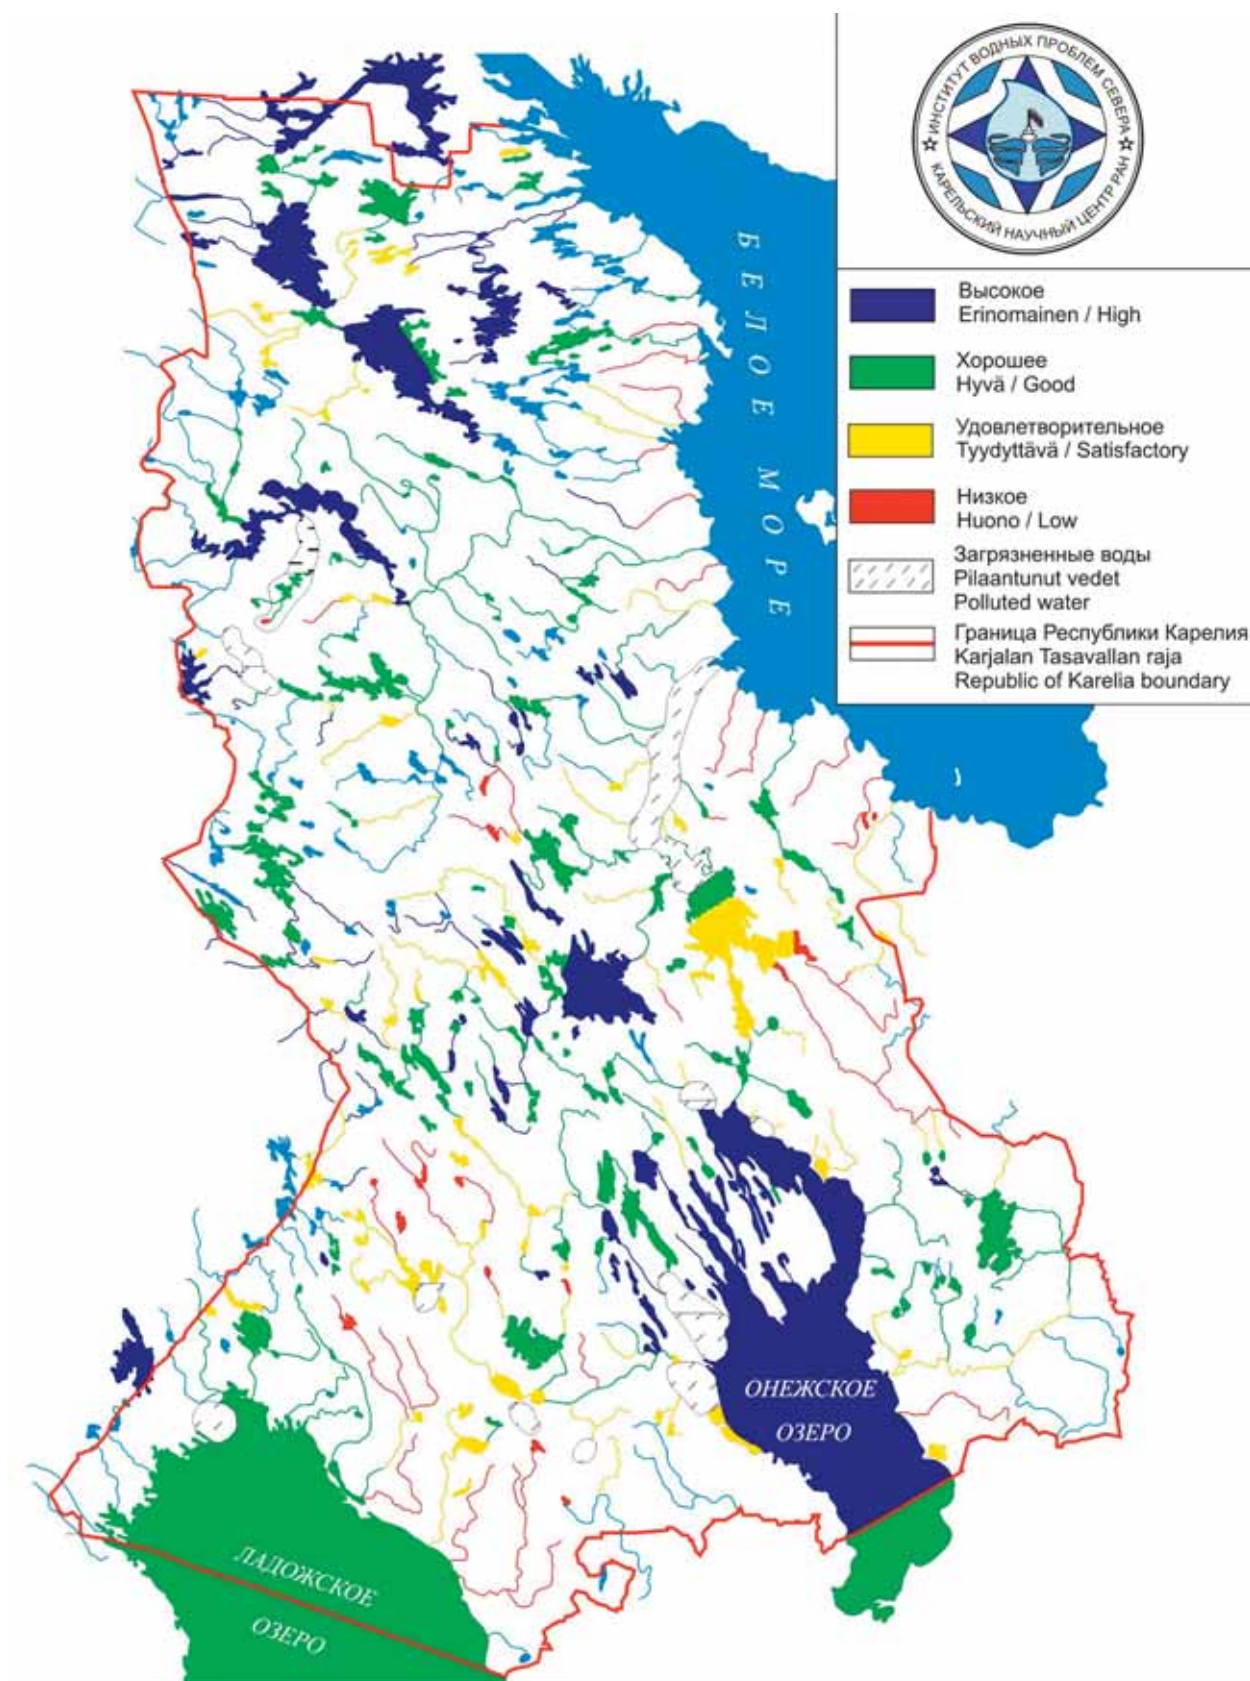 ИНСТИТУТ ВОДНЫХ ПРОБЛЕМ СЕВЕРА
КАРЕЛЬСКИЙ НАУЧНЫЙ ЦЕНТР РАН
БЕЛОЕ МОРЕ
Высокое
Erinomainen / High
Хорошее
Hyvä / Good
Удовлетворительное
Tyydyttävä / Satisfactory
Низкое
Huono / Low
Загрязненные воды
Pilaantunut vedet
Polluted water
Граница Республики Карелия
Karjalan Tasavallan raja
Republic of Karelia boundary
ОНЕЖСКОЕ
ОЗЕРО
ЛАДОЖСКОЕ
ОЗЕРО